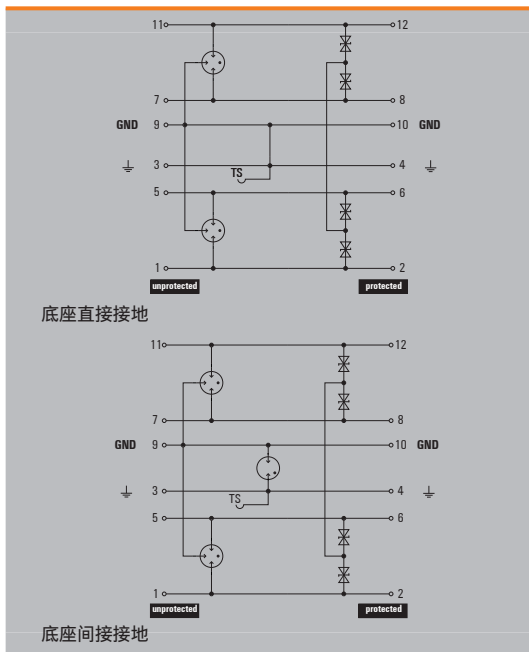 11 12
7 8
GND 9 10 GND
3 4
TS
5 6
1 2
unprotected protected
底座直接接地
11 12
7 8
GND 9 10 GND
3 4
TS
5 6
1 2
unprotected protected
底座间接接地